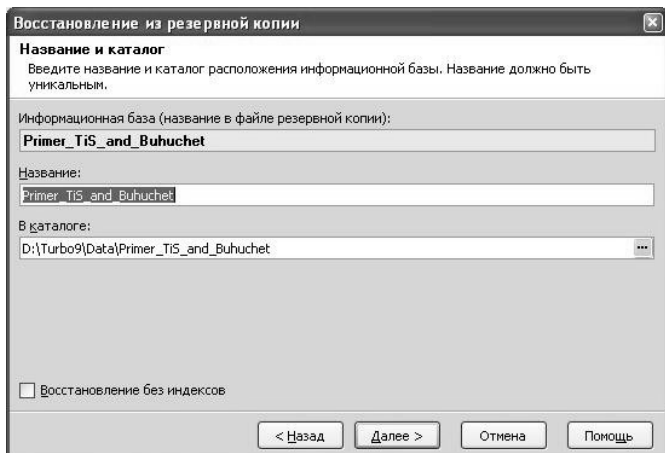 Восстановление из резервной копии
Название и каталог
Введите название и каталог расположения информационной базы. Название должно быть
уникальным.
Информационная база (название в файле резервной копии):
Primer_TiS_and_Buhuchet
Название:
Primer_TiS_and_Buhuchet
В каталоге:
D:\Turbo9\Data\Primer_TiS_and_Buhuchet
...
Восстановление без индексов
< Назад Далее > Отмена Помощь